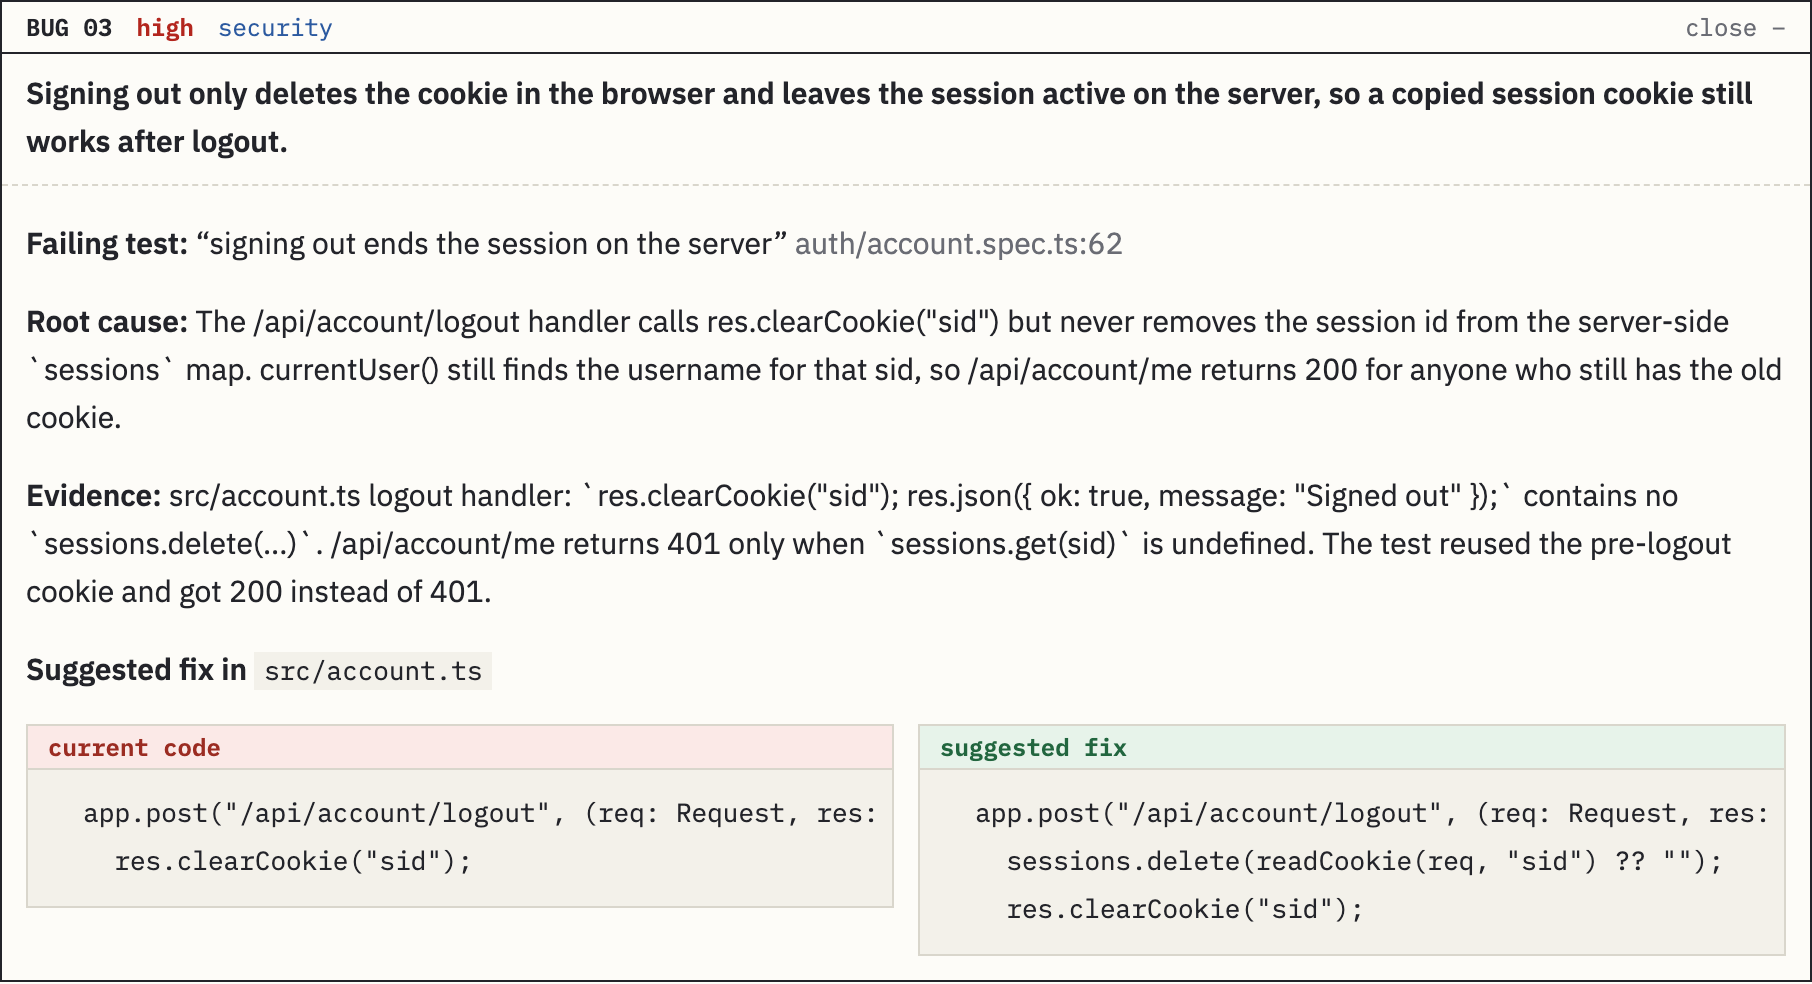 BUG 03 high security close −
Signing out only deletes the cookie in the browser and leaves the session active on the server, so a copied session cookie still
works after logout.
Failing test: “signing out ends the session on the server” auth/account.spec.ts:62
Root cause: The /api/account/logout handler calls res.clearCookie("sid") but never removes the session id from the server-side
`sessions` map. currentUser() still finds the username for that sid, so /api/account/me returns 200 for anyone who still has the old
cookie.
Evidence: src/account.ts logout handler: `res.clearCookie("sid"); res.json({ ok: true, message: "Signed out" });` contains no
`sessions.delete(...)`. /api/account/me returns 401 only when `sessions.get(sid)` is undefined. The test reused the pre-logout
cookie and got 200 instead of 401.
Suggested fix in src/account.ts
current code
app.post("/api/account/logout", (req: Request, res:
res.clearCookie("sid");
suggested fix
app.post("/api/account/logout", (req: Request, res:
sessions.delete(readCookie(req, "sid") ?? "");
res.clearCookie("sid");